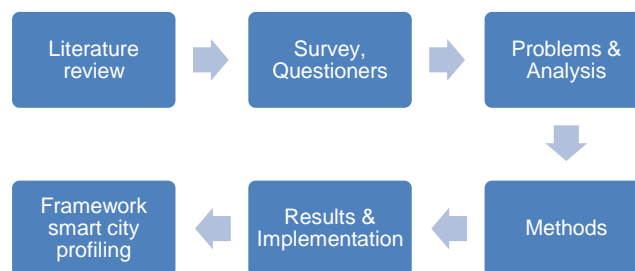 Literature
review
Survey,
Questioners
Problems &
Analysis
Methods
Results &
Implementation
Framework
smart city
profiling